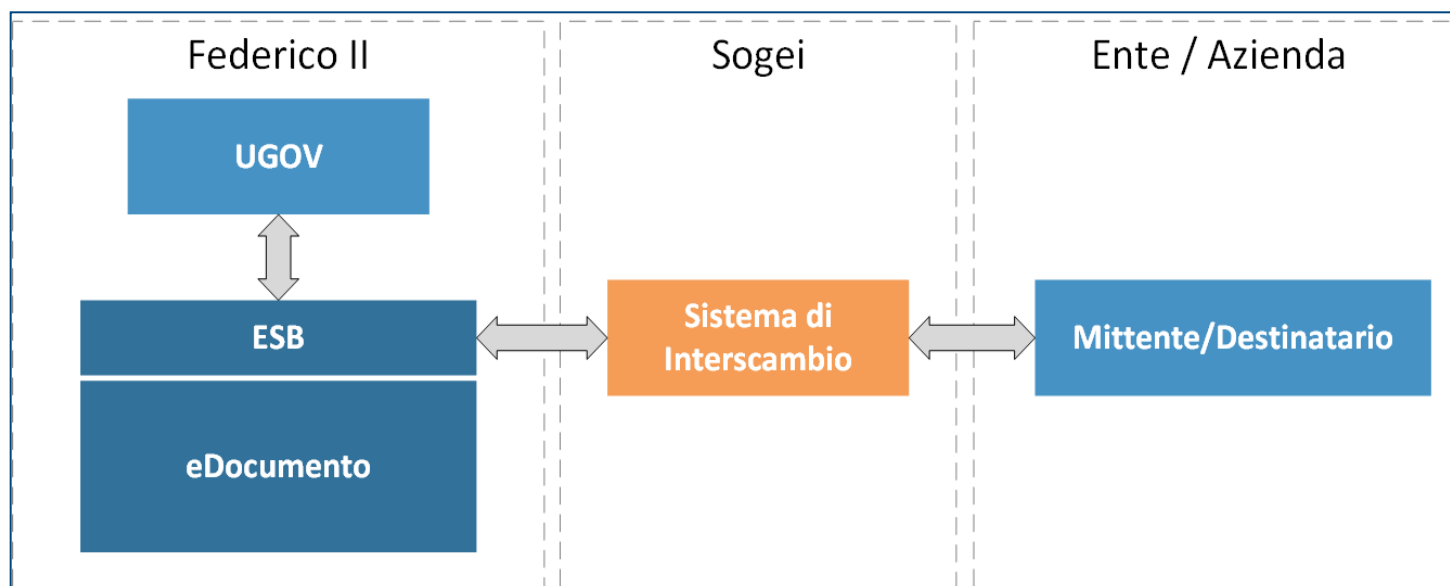 Federico II
Sogei
Ente / Azienda
UGOV
ESB
Sistema di
Interscambio
Mittente/Destinatario
eDocumento